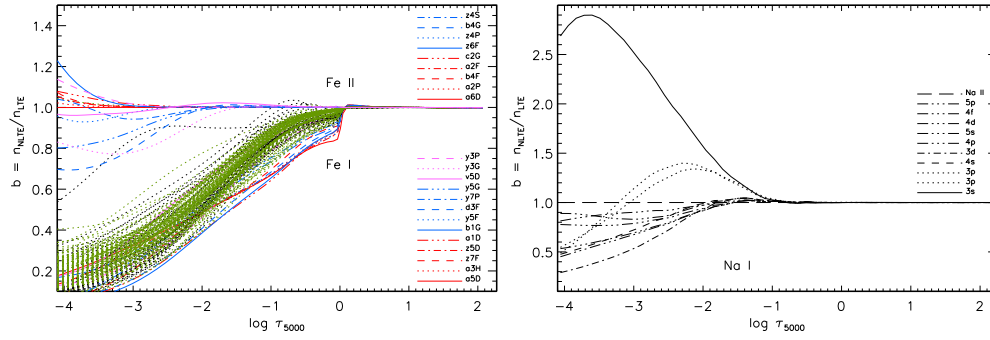 b = n_NLTE/n_LTE
1.4
1.2
1.0
0.8
0.6
0.4
0.2
Fe II
Fe I
z4S
b4G
z4P
z6F
c2G
a2F
b4F
a2P
a6D
y3P
y3G
v5D
y5G
y7P
d3F
y5F
b1G
a1D
z5D
z7F
a3H
a5D
-4
-3
-2
-1
0
1
2
log τ_5000
b = n_NLTE/n_LTE
2.5
2.0
1.5
1.0
0.5
Na II
5p
4f
4d
5s
4p
3d
4s
3p
3p
3s
Na I
-4
-3
-2
-1
0
1
2
log τ_5000